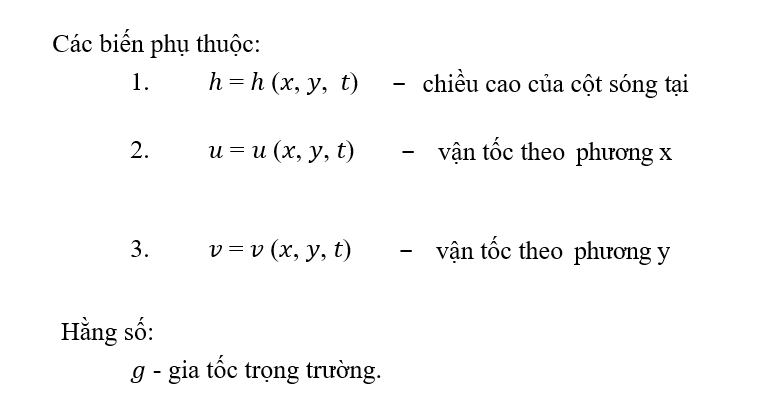 Các biến phụ thuộc:
1. h = h (x, y, t) – chiều cao của cột sóng tại
2. u = u (x, y, t) – vận tốc theo phương x
3. v = v (x, y, t) – vận tốc theo phương y
Hằng số:
g - gia tốc trọng trường.